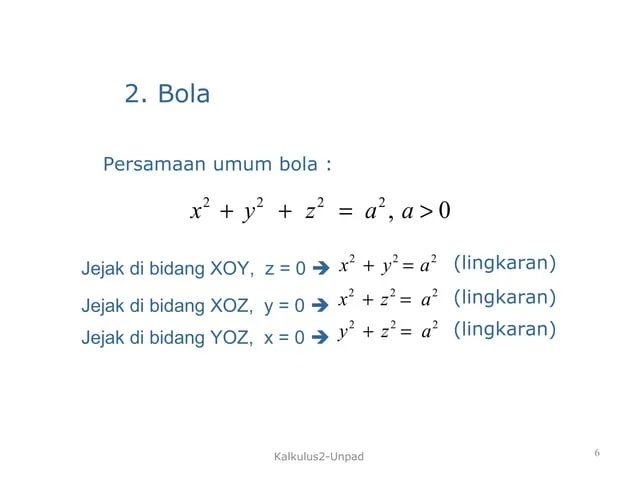 2. Bola
Persamaan umum bola :
x² + y² + z² = a², a > 0
Jejak di bidang XOY, z = 0 ➔ x² + y² = a² (lingkaran)
Jejak di bidang XOZ, y = 0 ➔ x² + z² = a² (lingkaran)
Jejak di bidang YOZ, x = 0 ➔ y² + z² = a² (lingkaran)
Kalkulus2-Unpad
6